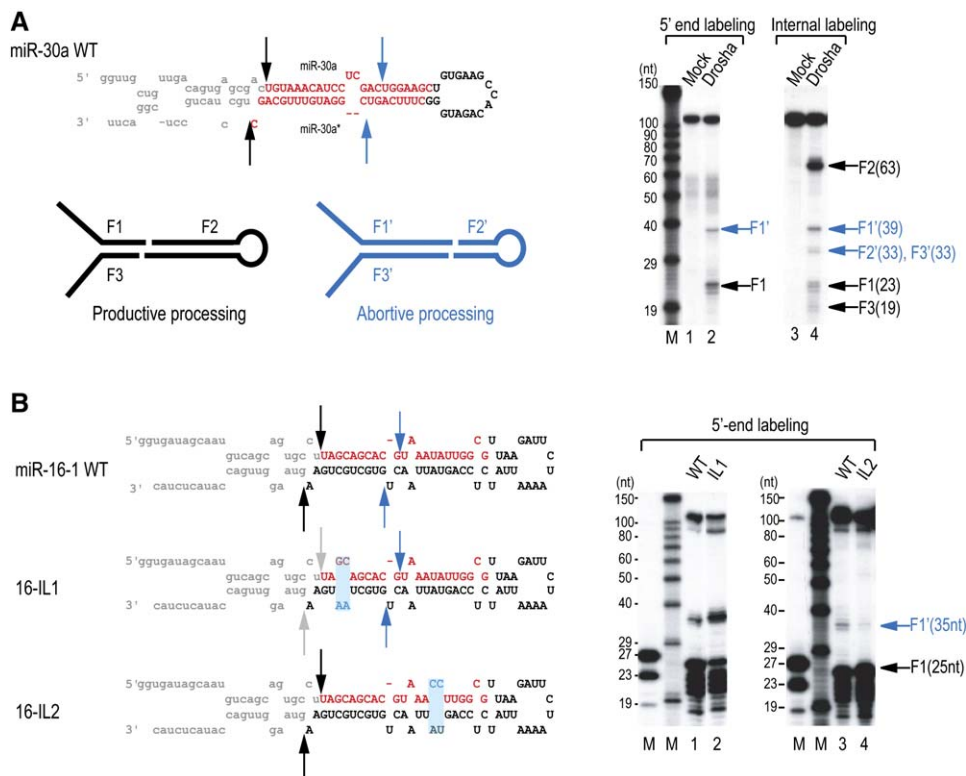 A
miR-30a WT
5' gguug uuga a a miR-30a UC GUGAAG
cug cagug gcg cUGUAAACAUCC GACUGGAAGCU C
ggc gucau cgu GACGUUUGUAGG CUGACUUUCGG C
3' uuca -ucc c C miR-30a* -- CAGAUG A
F1 F2
F3
Productive processing
F1' F2'
F3'
Abortive processing
5' end labeling Internal labeling
Mock Drosha Mock Drosha
(nt)
150
100
90
80
70
60
50
40
29
19
F1'
F1
F2(63)
F1'(39)
F2'(33), F3'(33)
F1(23)
F3(19)
M 1 2 3 4
B
miR-16-1 WT
5'ggugauagcaau ag c - A C U GAUU
gucagc ugc uUAGCAGCAC GU AAUAUUGG G UAA C
caguug aug AGUCGUCGUG CA UUAUGACC C AUU U
3' caucucauac ga A U A U U AAAA
16-IL1
5'ggugauagcaau ag c GC - A C U GAUU
gucagc ugc uUA AGCAC GU AAUAUUGG G UAA C
caguug aug AGU UCGUG CA UUAUGACC C AUU U
3' caucucauac ga A AA U A U U AAAA
16-IL2
5'ggugauagcaau ag c - A CC C U GAUU
gucagc ugc uUAGCAGCAC GU AA UUGG G UAA C
caguug aug AGUCGUCGUG CA UU GACC C AUU U
3' caucucauac ga A U A AU U U AAAA
5'-end labeling
WT IL1 WT IL2
(nt)
150
100
80
60
50
40
29
27
23
19
(nt)
150
100
80
60
50
40
29
27
23
19
F1'(35nt)
F1(25nt)
M M 1 2 M M 3 4